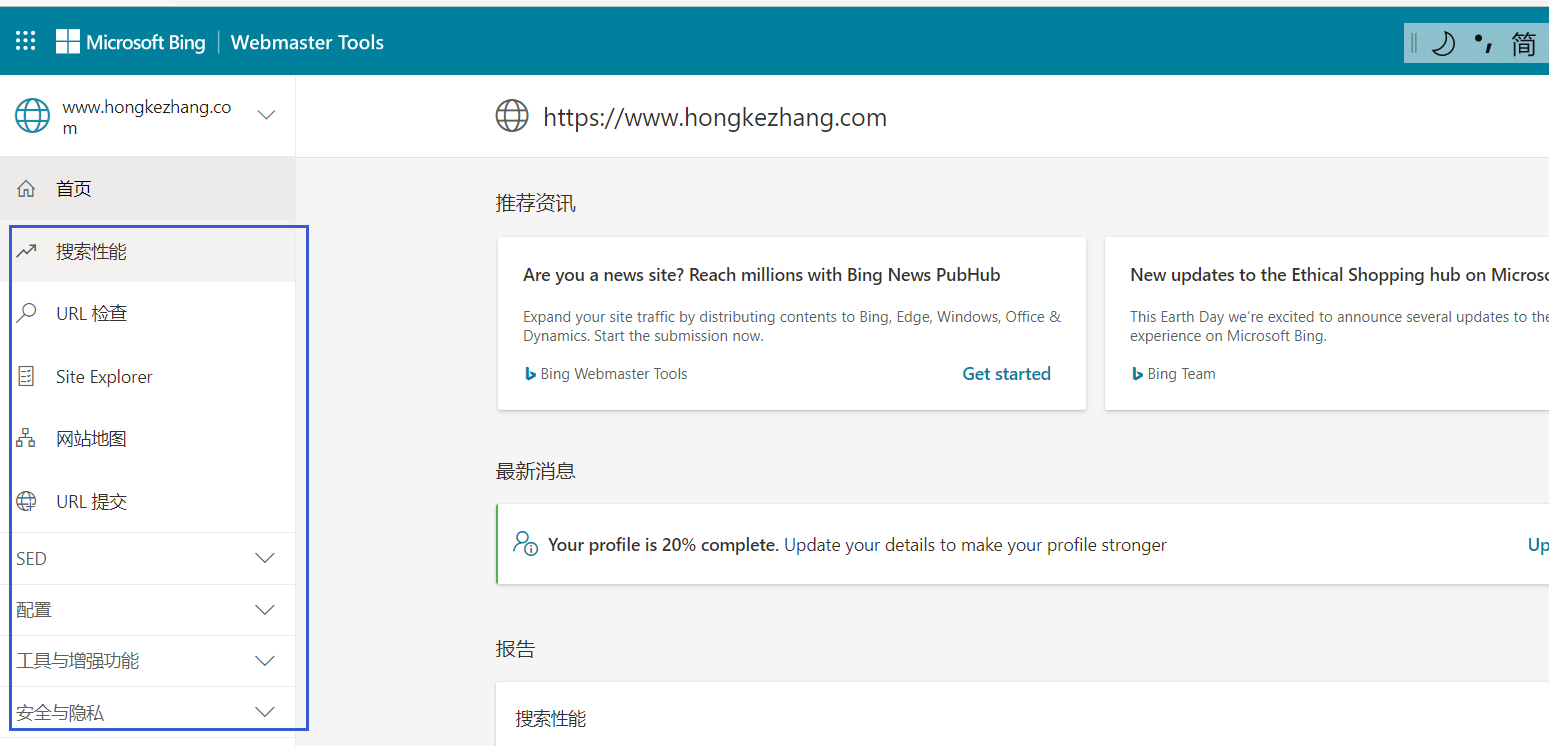 Microsoft Bing | Webmaster Tools
简
www.hongkezhang.co
m
https://www.hongkezhang.com
首页
搜索性能
URL 检查
Site Explorer
网站地图
URL 提交
SED
配置
工具与增强功能
安全与隐私
推荐资讯
Are you a news site? Reach millions with Bing News PubHub
Expand your site traffic by distributing contents to Bing, Edge, Windows, Office &
Dynamics. Start the submission now.
Bing Webmaster Tools
Get started
New updates to the Ethical Shopping hub on Microso
This Earth Day we're excited to announce several updates to the
experience on Microsoft Bing.
Bing Team
最新消息
Your profile is 20% complete. Update your details to make your profile stronger
Up
报告
搜索性能